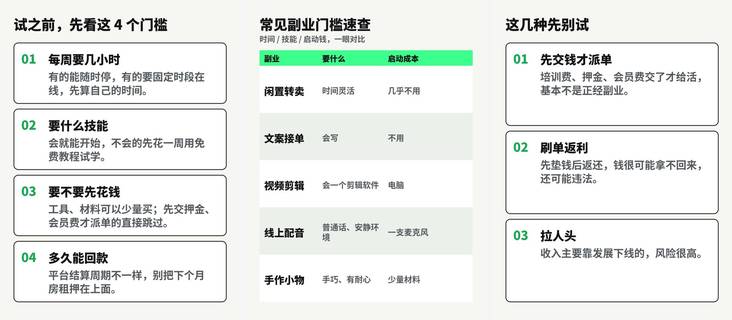 试之前，先看这 4 个门槛
01 每周要几小时
有的能随时停，有的要固定时段在
线，先算自己的时间。
02 要什么技能
会就能开始，不会的先花一周用免
费教程试学。
03 要不要先花钱
工具、材料可以少量买；先交押金、
会员费才派单的直接跳过。
04 多久能回款
平台结算周期不一样，别把下个月
房租押在上面。
常见副业门槛速查
时间 / 技能 / 启动钱，一眼对比
副业 要什么 启动成本
闲置转卖 时间灵活 几乎不用
文案接单 会写 不用
视频剪辑 会一个剪辑软件 电脑
线上配音 普通话、安静环
境 一支麦克风
手作小物 手巧、有耐心 少量材料
这几种先别试
01 先交钱才派单
培训费、押金、会员费交了才给活，
基本不是正经副业。
02 刷单返利
先垫钱后返还，钱很可能拿不回来，
还可能违法。
03 拉人头
收入主要靠发展下线的，风险很高。